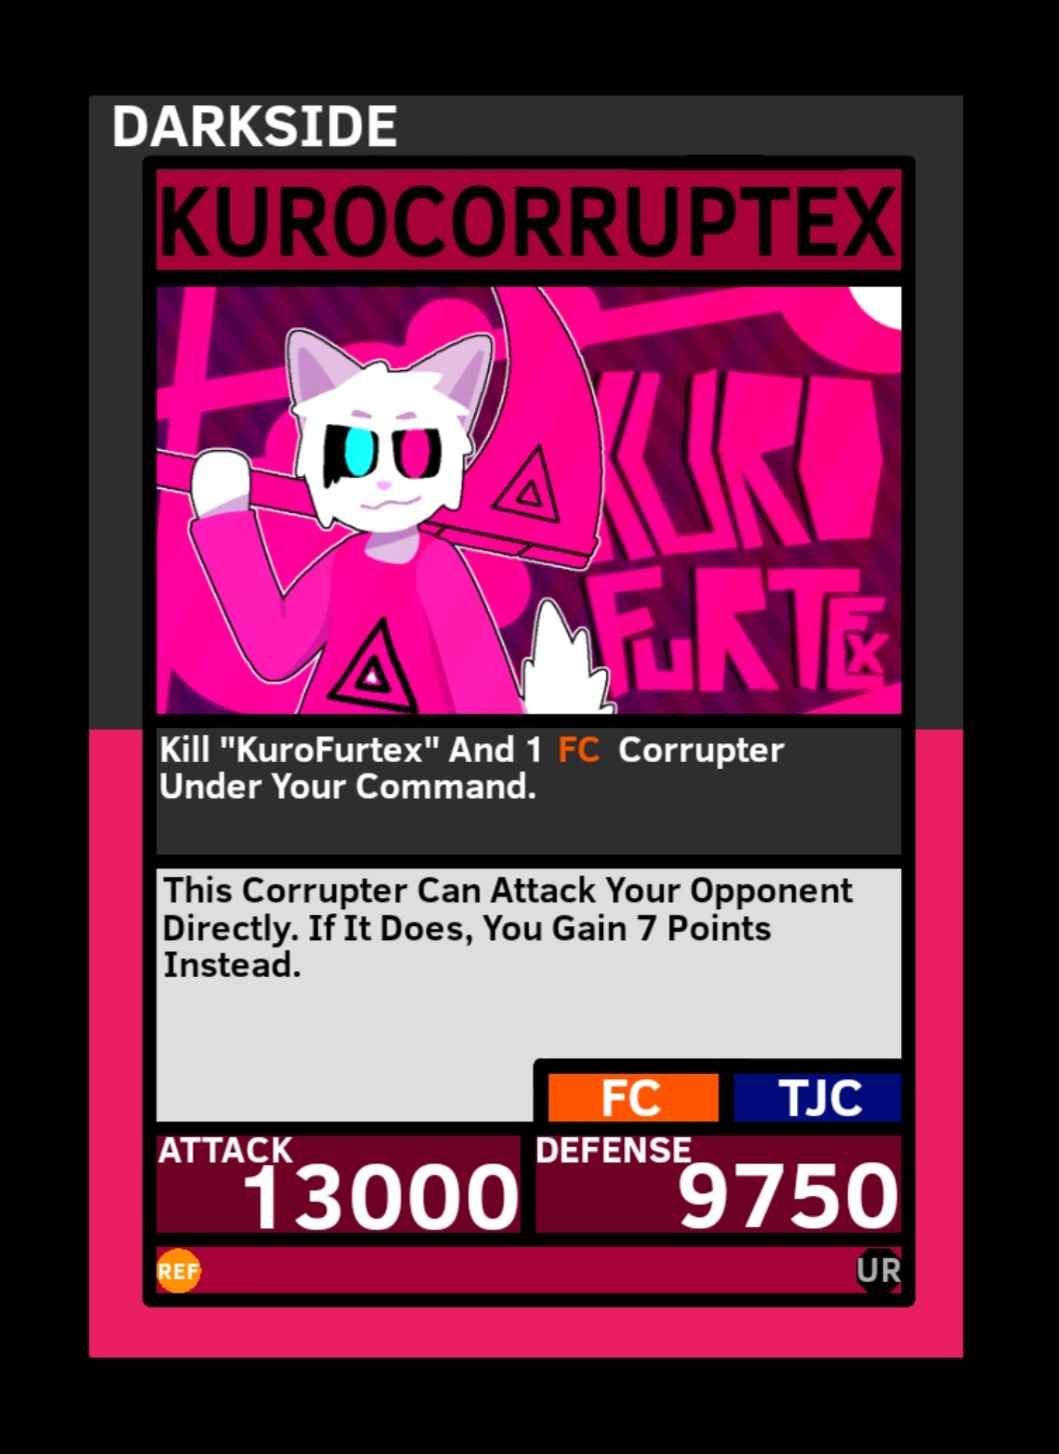 DARKSIDE
KUROCORRUPTEX
KURO
FURTEX
Kill "KuroFurtex" And 1 FC Corrupter
Under Your Command.
This Corrupter Can Attack Your Opponent
Directly. If It Does, You Gain 7 Points
Instead.
FC TJC
ATTACK DEFENSE
13000 9750
REF UR